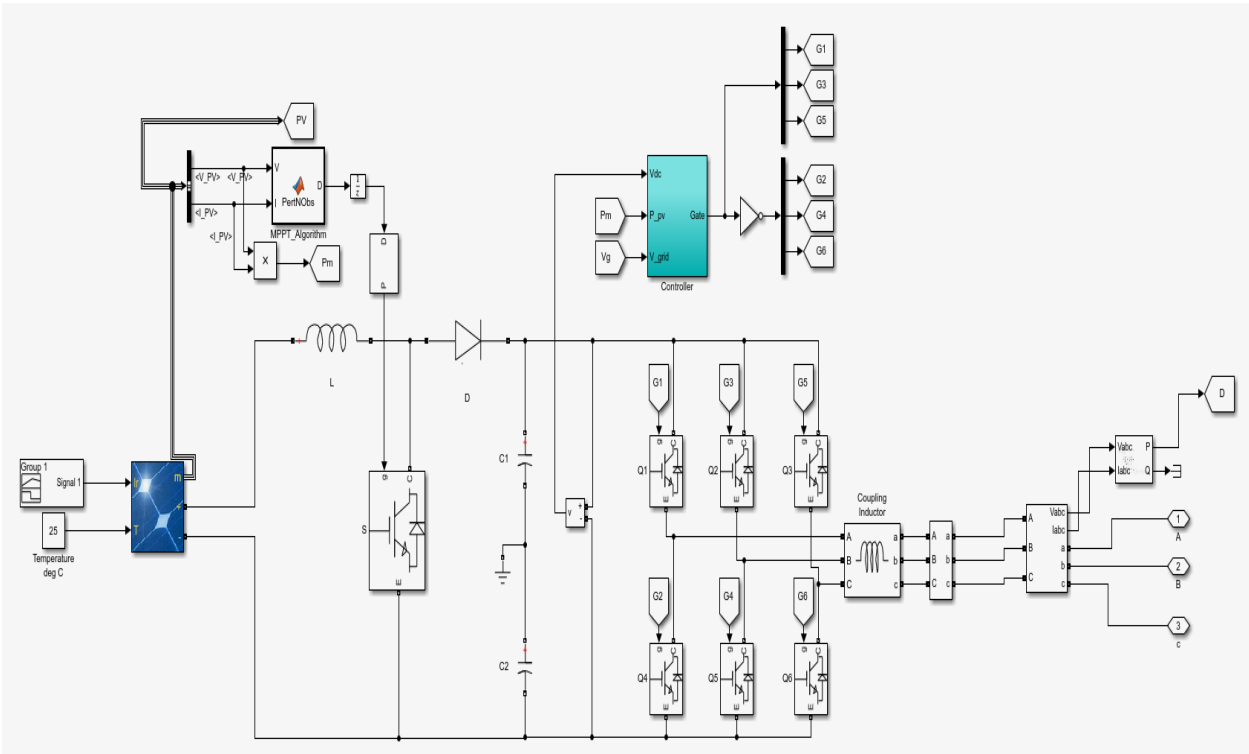 G1
G3
G5
PV
<V_PV>
<V_PV>
V
D
PertNObs
<I_PV>
I
MPPT_Algorithm
<I_PV>
1
z
×
Pm
D
P
Vdc
Pm
P_pv
Gate
Vg
V_grid
Controller
G2
G4
G6
L
D
Group 1
Signal 1
Ir
m
+
-
T
25
Temperature
deg C
g
C
S
E
C1
C2
v
+
-
G1
G3
G5
g
C
Q1
E
g
C
Q2
E
g
C
Q3
E
G2
G4
G6
g
C
Q4
E
g
C
Q5
E
g
C
Q6
E
Coupling
Inductor
A
a
B
b
C
c
A
a
B
b
C
c
A
B
C
Vabc
Iabc
a
b
c
Vabc
P
Iabc
Q
D
1
A
2
B
3
c